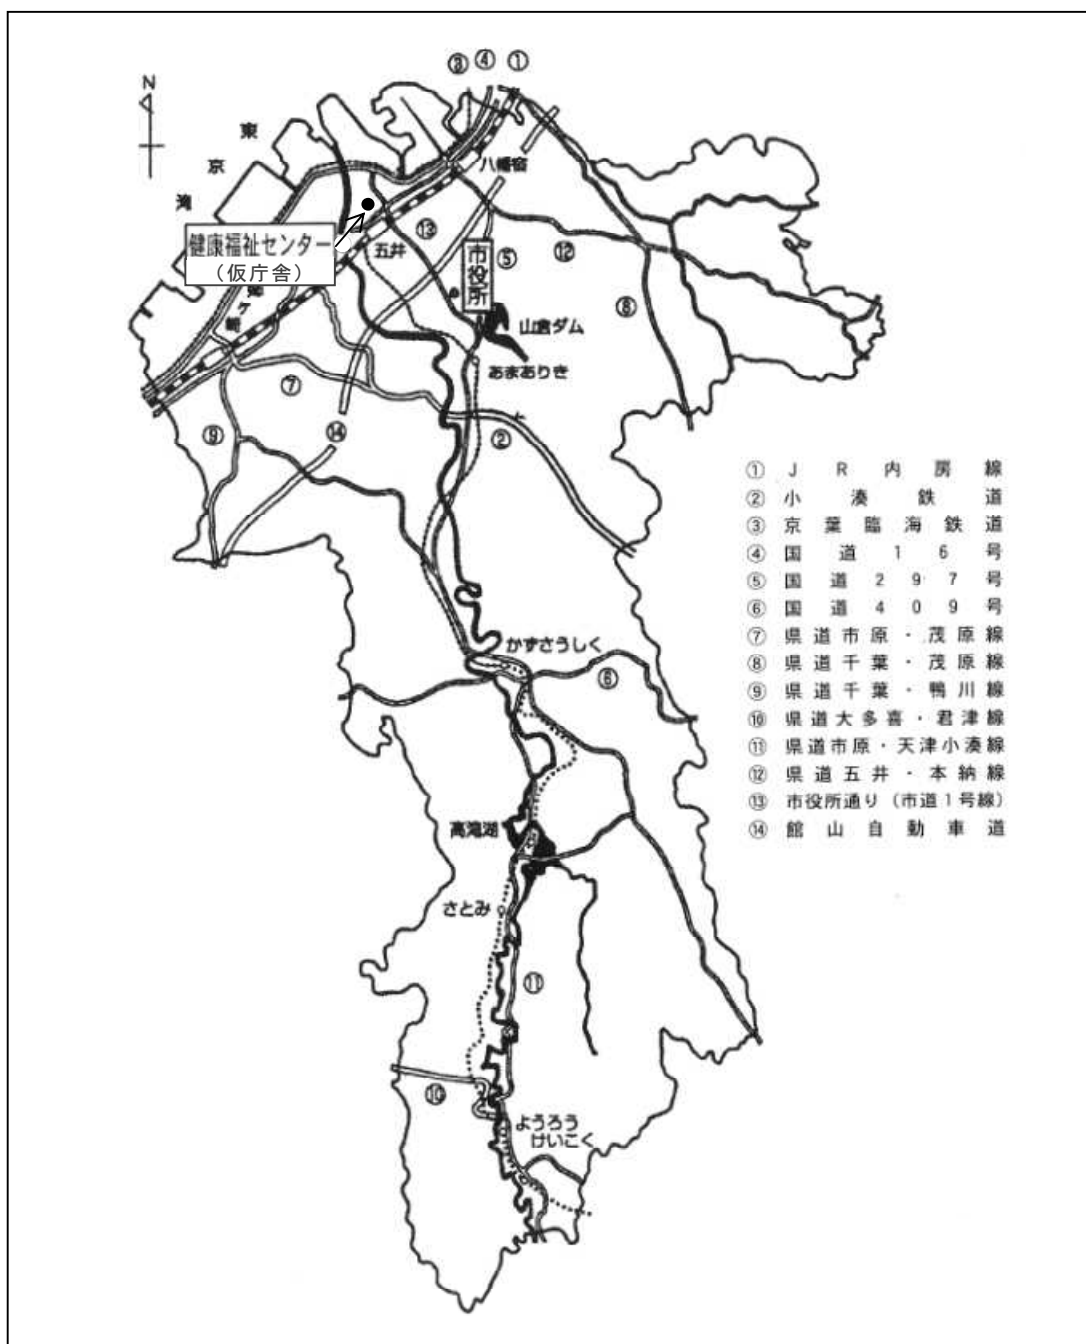 ③ ④ ①
N
東京湾
八幡宿
健康福祉センター
(仮庁舎)
⑬
五井
市役所
⑤
⑫
⑧
山倉ダム
あまありき
⑦
⑨
⑭
②
① JR内房線
② 小湊鉄道
③ 京葉臨海鉄道
④ 国道16号
⑤ 国道297号
⑥ 国道409号
⑦ 県道市原・茂原線
⑧ 県道千葉・茂原線
⑨ 県道千葉・鴨川線
⑩ 県道大多喜・君津線
⑪ 県道市原・天津小湊線
⑫ 県道五井・本納線
⑬ 市役所通り(市道1号線)
⑭ 館山自動車道
かずさうしく
⑥
高滝湖
さとみ
⑪
⑩
ようろう
けいこく